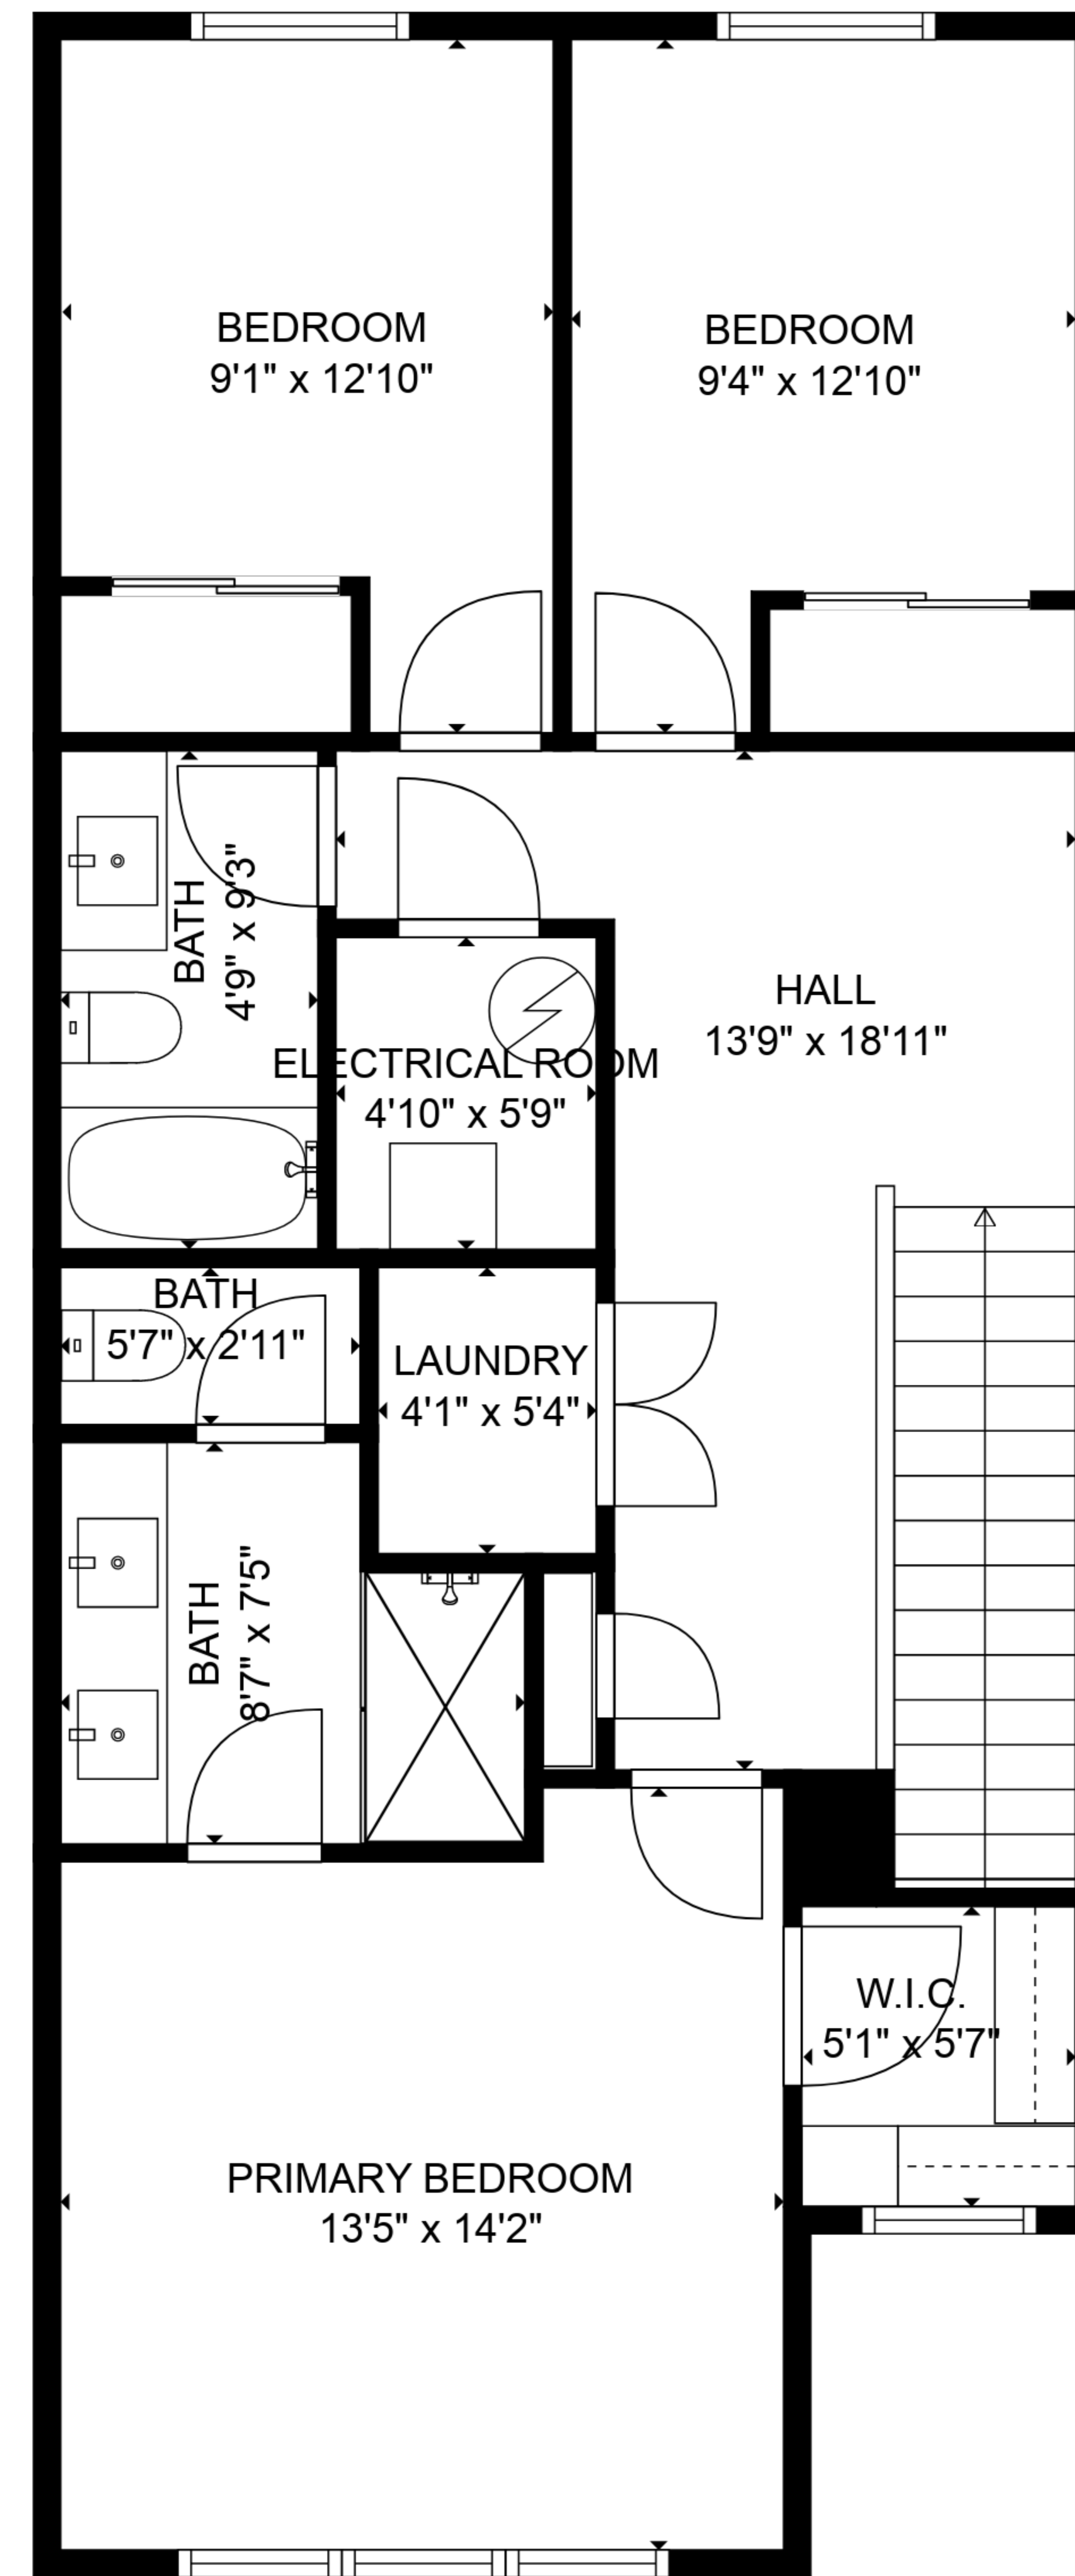 BEDROOM
9'1" x 12'10"
BEDROOM
9'4" x 12'10"
BATH
4'9" x 9'3"
HALL
13'9" x 18'11"
ELECTRICAL ROOM
4'10" x 5'9"
BATH
5'7" x 2'11"
LAUNDRY
4'1" x 5'4"
BATH
8'7" x 7'5"
W.I.C.
5'1" x 5'7"
PRIMARY BEDROOM
13'5" x 14'2"